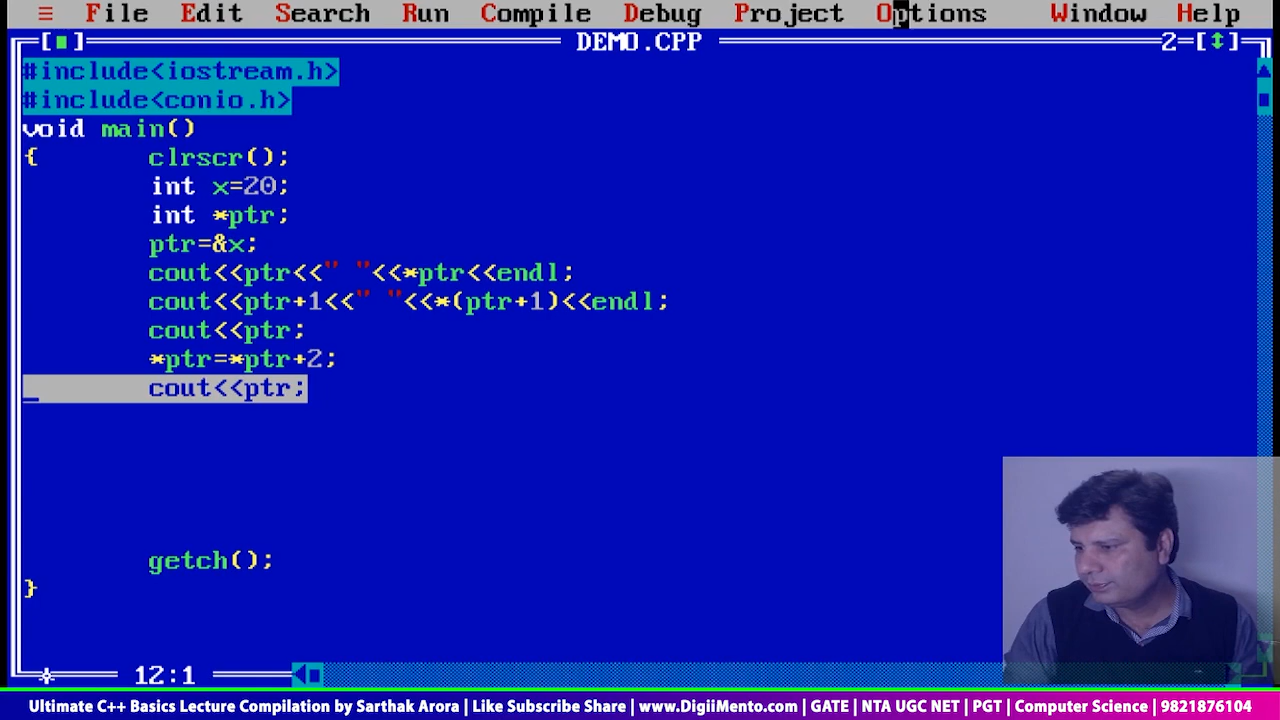 ≡ File Edit Search Run Compile Debug Project Options Window Help
[■] DEMO.CPP 2=[↕]
#include<iostream.h>
#include<conio.h>
void main()
{ clrscr();
int x=20;
int *ptr;
ptr=&x;
cout<<ptr<<" "<<*ptr<<endl;
cout<<ptr+1<<" "<<*(ptr+1)<<endl;
cout<<ptr;
*ptr=*ptr+2;
cout<<ptr;
getch();
}
12:1
Ultimate C++ Basics Lecture Compilation by Sarthak Arora | Like Subscribe Share | www.DigiiMento.com | GATE | NTA UGC NET | PGT | Computer Science | 9821876104